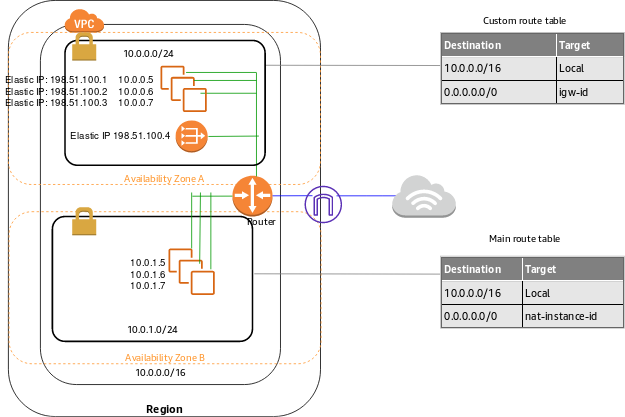 VPC
10.0.0.0/24
Elastic IP: 198.51.100.1 10.0.0.5
Elastic IP: 198.51.100.2 10.0.0.6
Elastic IP: 198.51.100.3 10.0.0.7
Elastic IP 198.51.100.4
Availability Zone A
Router
10.0.1.5
10.0.1.6
10.0.1.7
10.0.1.0/24
Availability Zone B
10.0.0.0/16
Region
Custom route table
Destination Target
10.0.0.0/16 Local
0.0.0.0.0/0 igw-id
Main route table
Destination Target
10.0.0.0/16 Local
0.0.0.0.0/0 nat-instance-id